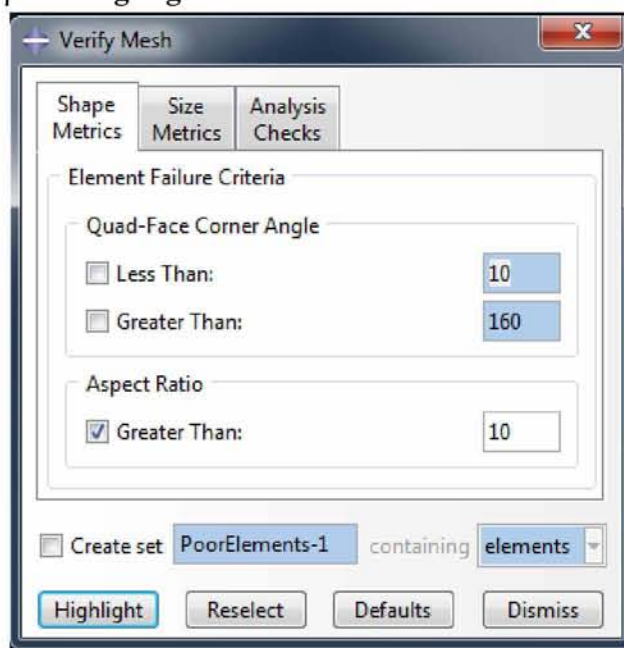 Verify Mesh
Shape Metrics
Size Metrics
Analysis Checks
Element Failure Criteria
Quad-Face Corner Angle
Less Than: 10
Greater Than: 160
Aspect Ratio
Greater Than: 10
Create set PoorElements-1 containing elements
Highlight Reselect Defaults Dismiss